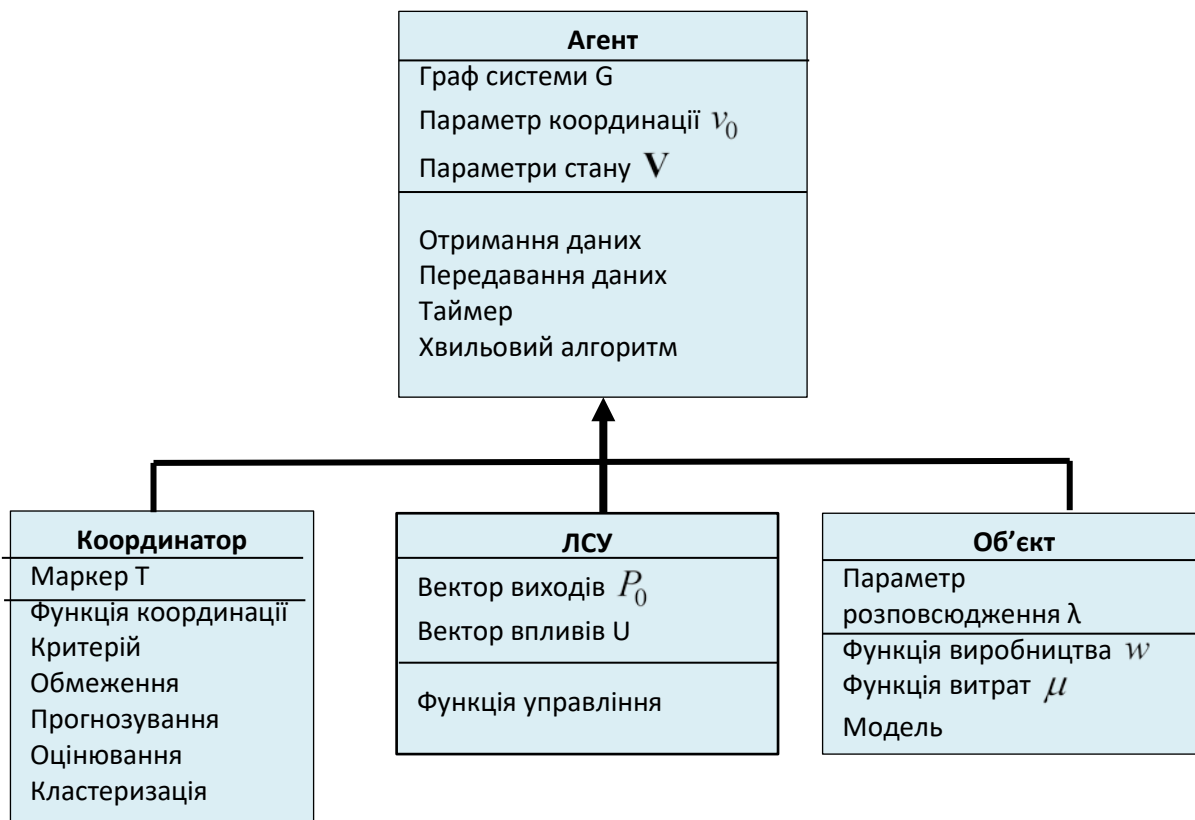 Агент
Граф системи G
Параметр координації v₀
Параметри стану V
Отримання даних
Передавання даних
Таймер
Хвильовий алгоритм
Координатор
Маркер T
Функція координації
Критерій
Обмеження
Прогнозування
Оцінювання
Кластеризація
ЛСУ
Вектор виходів P₀
Вектор впливів U
Функція управління
Об’єкт
Параметр
розповсюдження λ
Функція виробництва w
Функція витрат μ
Модель